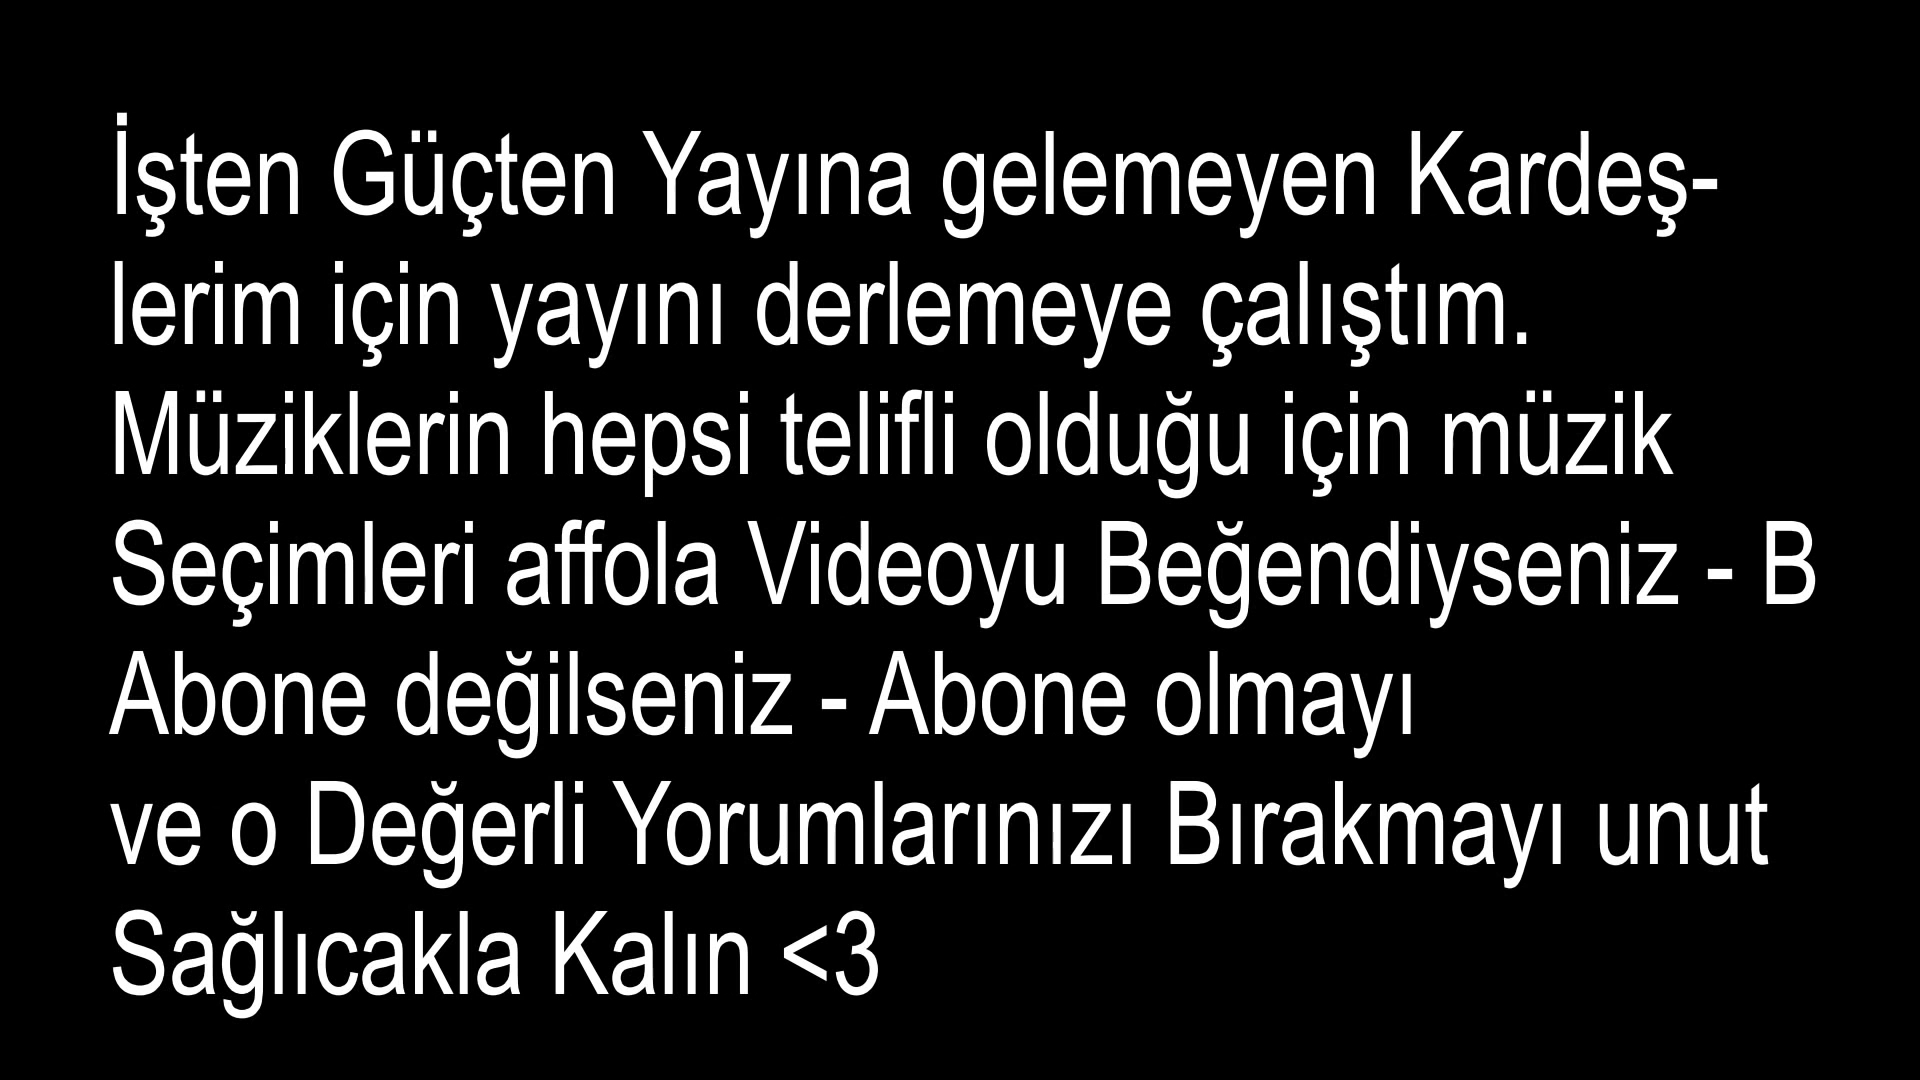 İşten Güçten Yayına gelemeyen Kardeş-
lerim için yayını derlemeye çalıştım.
Müziklerin hepsi telifli olduğu için müzik
Seçimleri affola Videoyu Beğendiyseniz - B
Abone değilseniz - Abone olmayı
ve o Değerli Yorumlarınızı Bırakmayı unut
Sağlıcakla Kalın <3